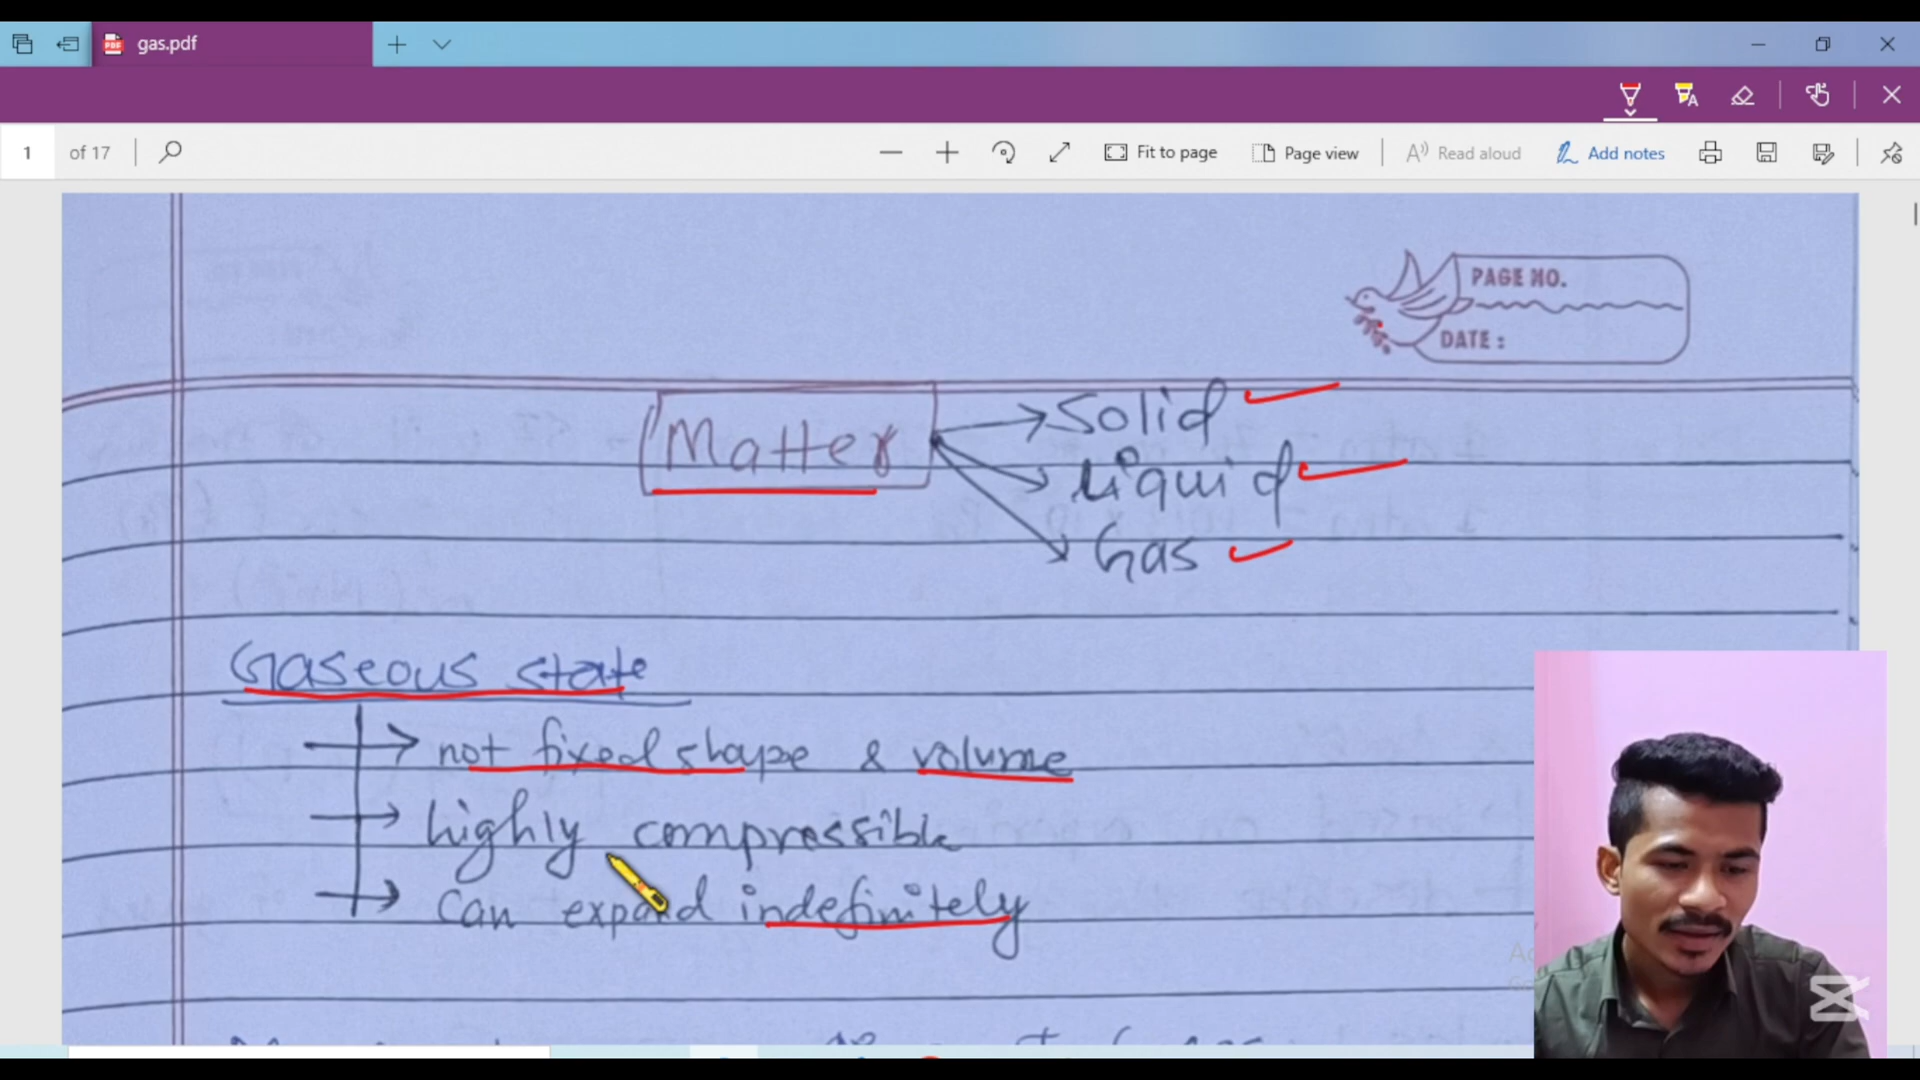 gas.pdf
1 of 17
Fit to page
Page view
Read aloud
Add notes
PAGE NO.
DATE :
Matter
Solid
Liquid
Gas
Gaseous state
not fixed shape & volume
highly compressible
Can expand indefinitely